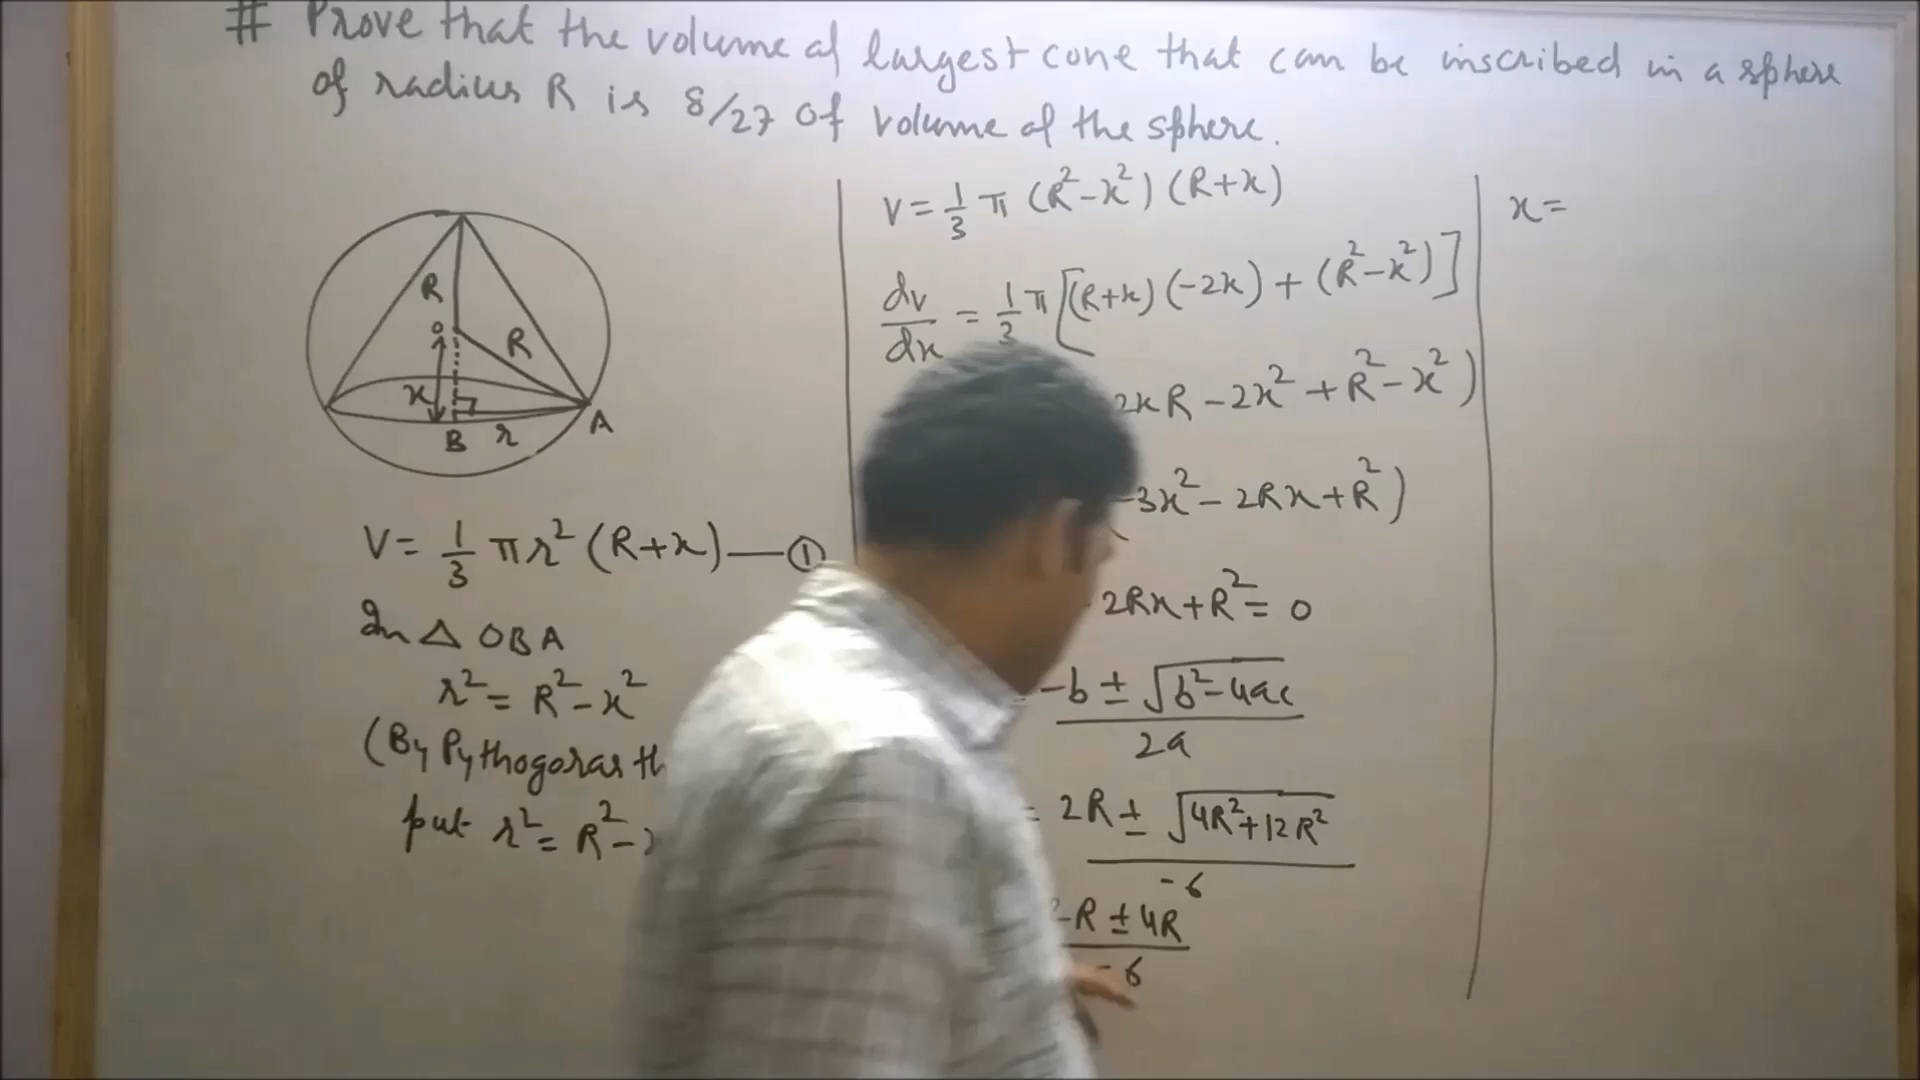 # Prove that the volume of largest cone that can be inscribed in a sphere
of radius R is 8/27 of volume of the sphere.
R
O
R
x
B
r
A
V = 1/3 πr² (R+x) — ①
In △ OBA
r² = R² - x²
(By Pythogoras th
put r² = R² -
V = 1/3 π (R² - x²) (R+x)
dv/dx = 1/3 π [(R+x) (-2x) + (R² - x²)]
2xR - 2x² + R² - x²)
-3x² - 2Rx + R²)
2Rx + R² = 0
-b ± √b² - 4ac / 2a
= 2R ± √4R² + 12R² / -6
R ± 4R / -6
x =